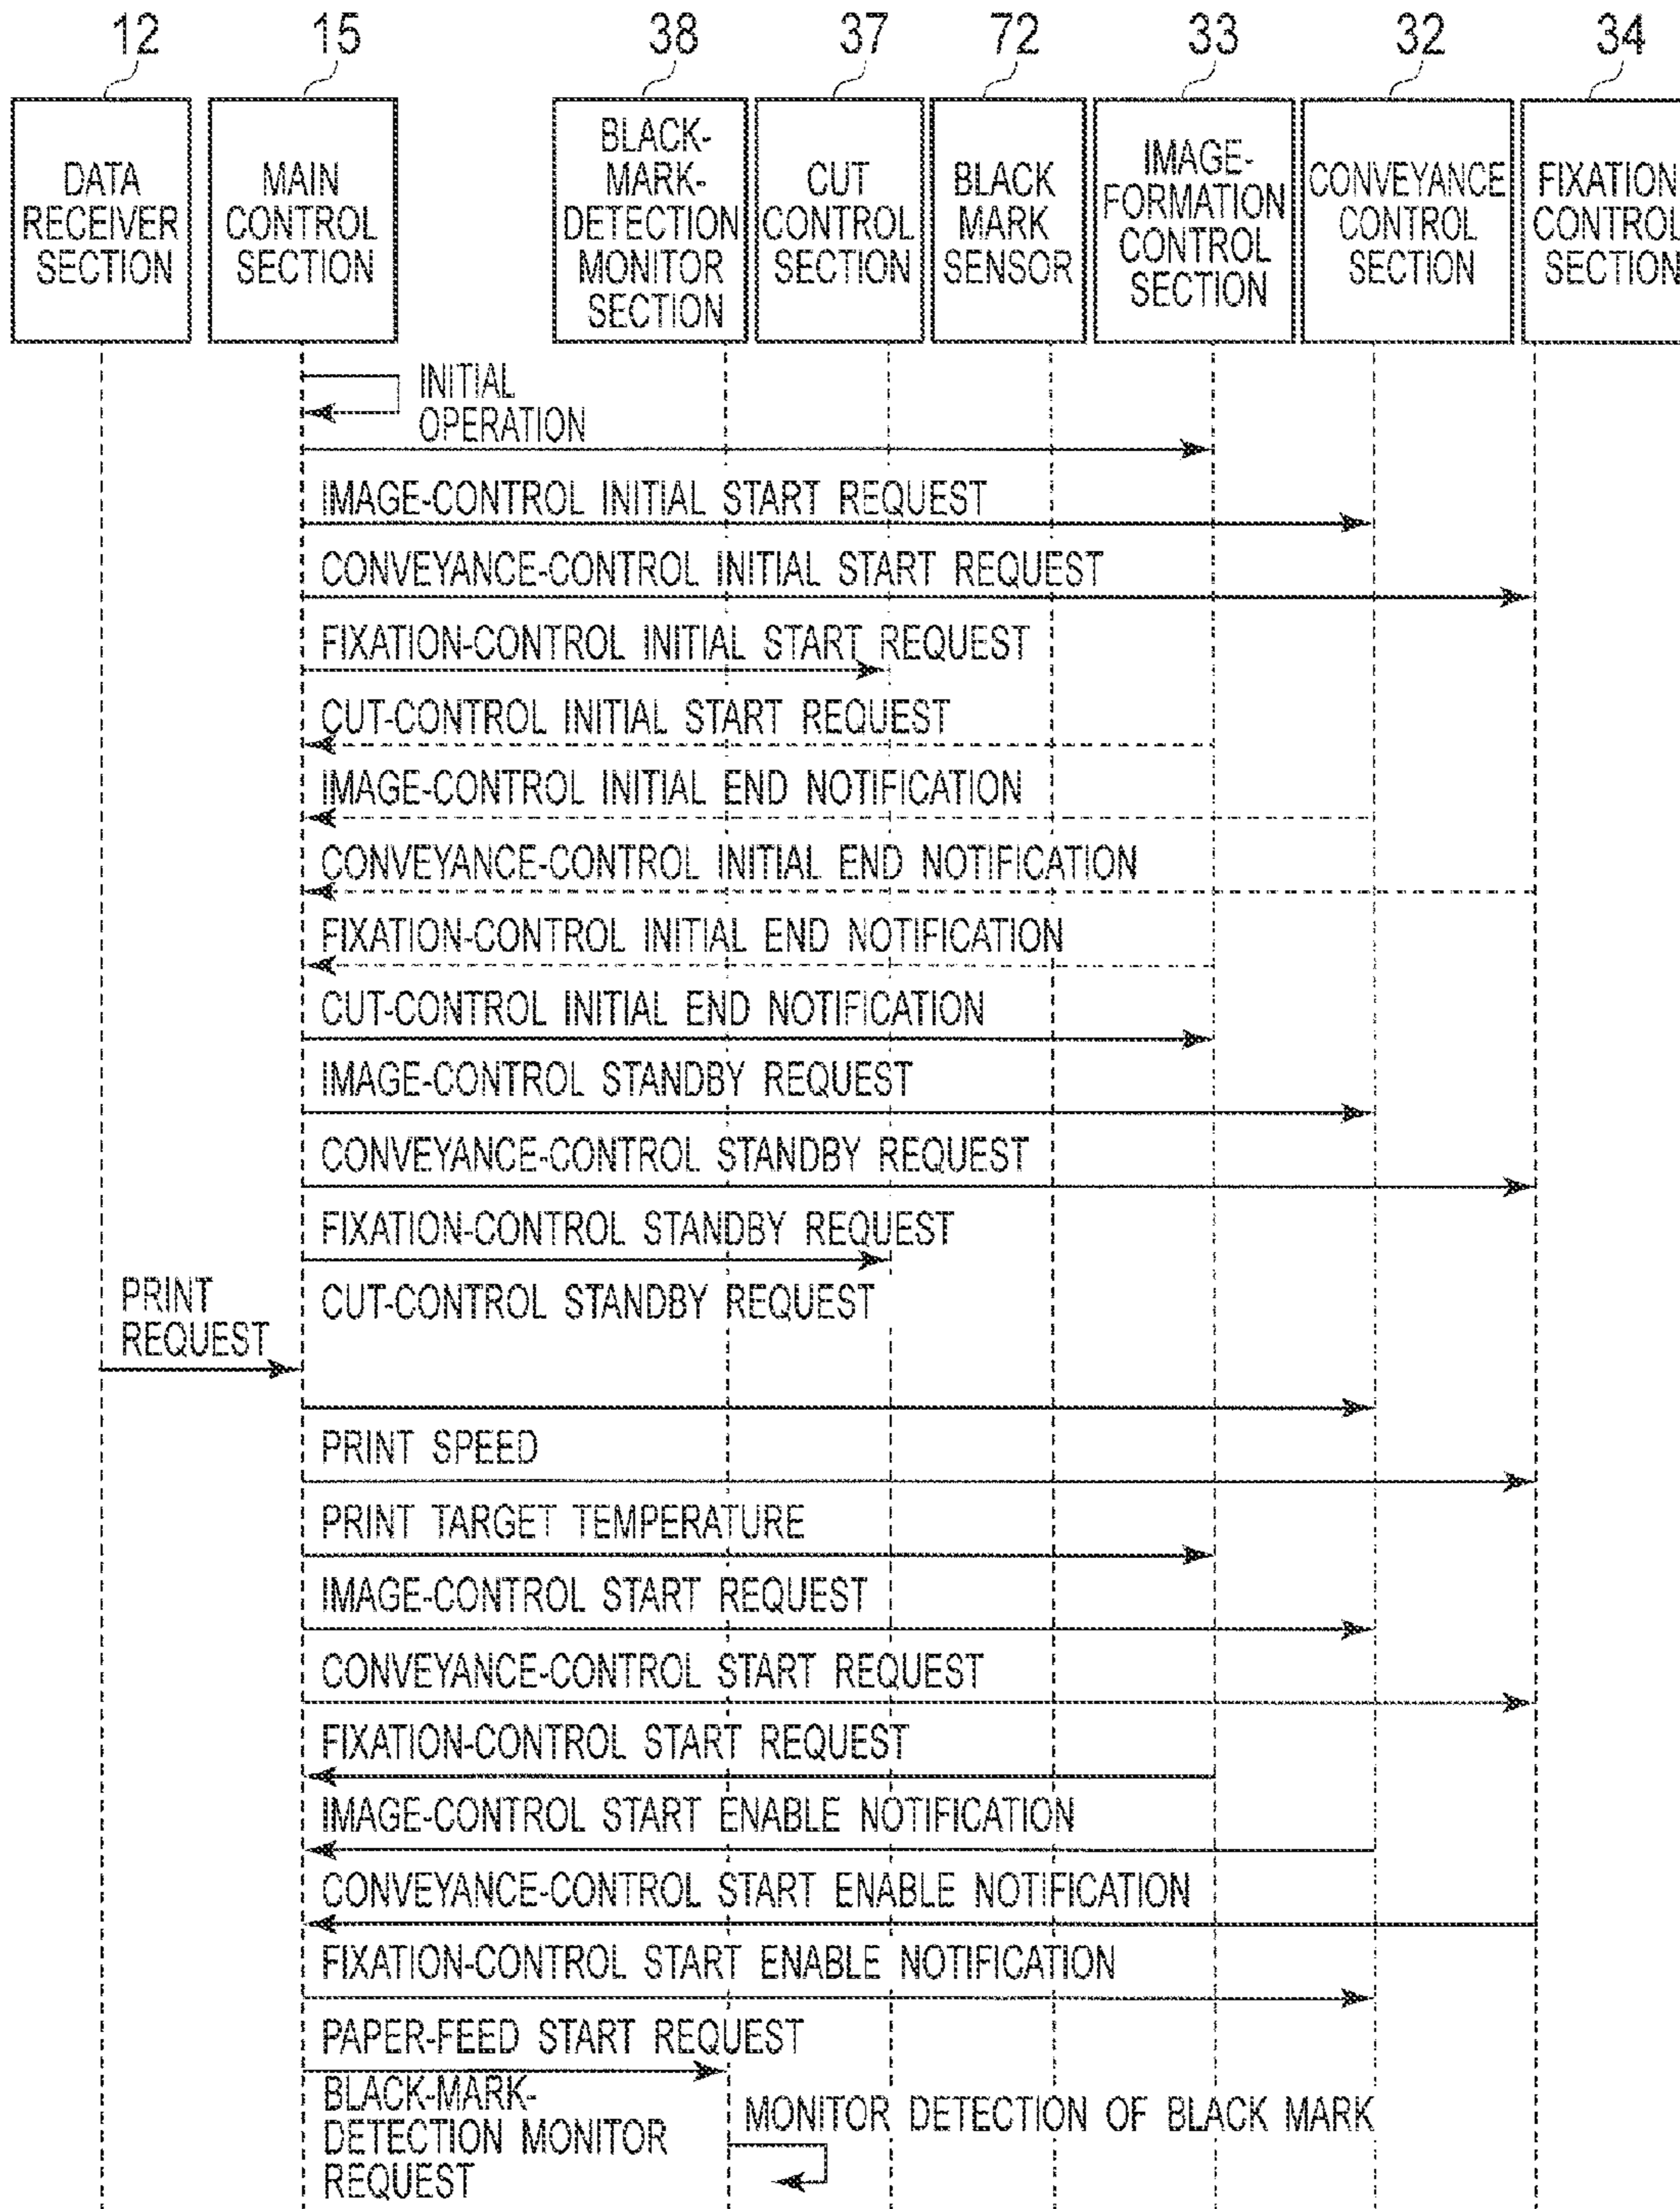 12
15
38
37
72
33
32
34
DATA
RECEIVER
SECTION
MAIN
CONTROL
SECTION
BLACK-
MARK-
DETECTION
MONITOR
SECTION
CUT
CONTROL
SECTION
BLACK
MARK
SENSOR
IMAGE-
FORMATION
CONTROL
SECTION
CONVEYANCE
CONTROL
SECTION
FIXATION
CONTROL
SECTION
INITIAL
OPERATION
IMAGE-CONTROL INITIAL START REQUEST
CONVEYANCE-CONTROL INITIAL START REQUEST
FIXATION-CONTROL INITIAL START REQUEST
CUT-CONTROL INITIAL START REQUEST
IMAGE-CONTROL INITIAL END NOTIFICATION
CONVEYANCE-CONTROL INITIAL END NOTIFICATION
FIXATION-CONTROL INITIAL END NOTIFICATION
CUT-CONTROL INITIAL END NOTIFICATION
IMAGE-CONTROL STANDBY REQUEST
CONVEYANCE-CONTROL STANDBY REQUEST
FIXATION-CONTROL STANDBY REQUEST
CUT-CONTROL STANDBY REQUEST
PRINT
REQUEST
PRINT SPEED
PRINT TARGET TEMPERATURE
IMAGE-CONTROL START REQUEST
CONVEYANCE-CONTROL START REQUEST
FIXATION-CONTROL START REQUEST
IMAGE-CONTROL START ENABLE NOTIFICATION
CONVEYANCE-CONTROL START ENABLE NOTIFICATION
FIXATION-CONTROL START ENABLE NOTIFICATION
PAPER-FEED START REQUEST
BLACK-MARK-
DETECTION MONITOR
REQUEST
MONITOR DETECTION OF BLACK MARK